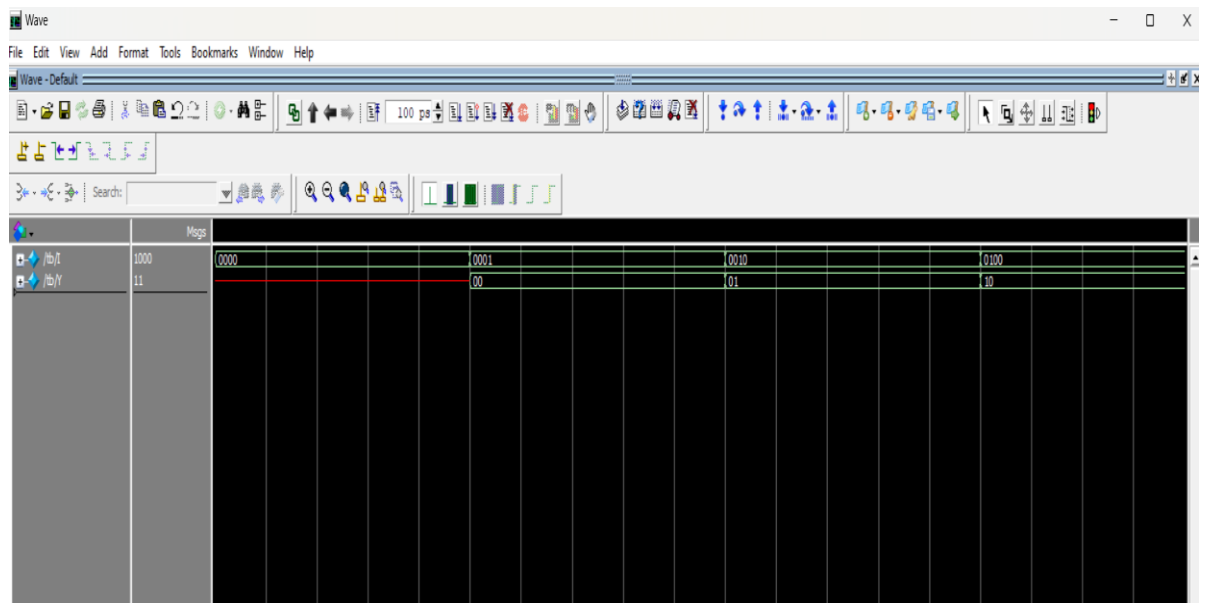 Wave
File Edit View Add Format Tools Bookmarks Window Help
Wave - Default
100 ps
Search:
Msgs
/tb/I 1000 0000 0001 0010 0100
/tb/Y 11 00 01 10